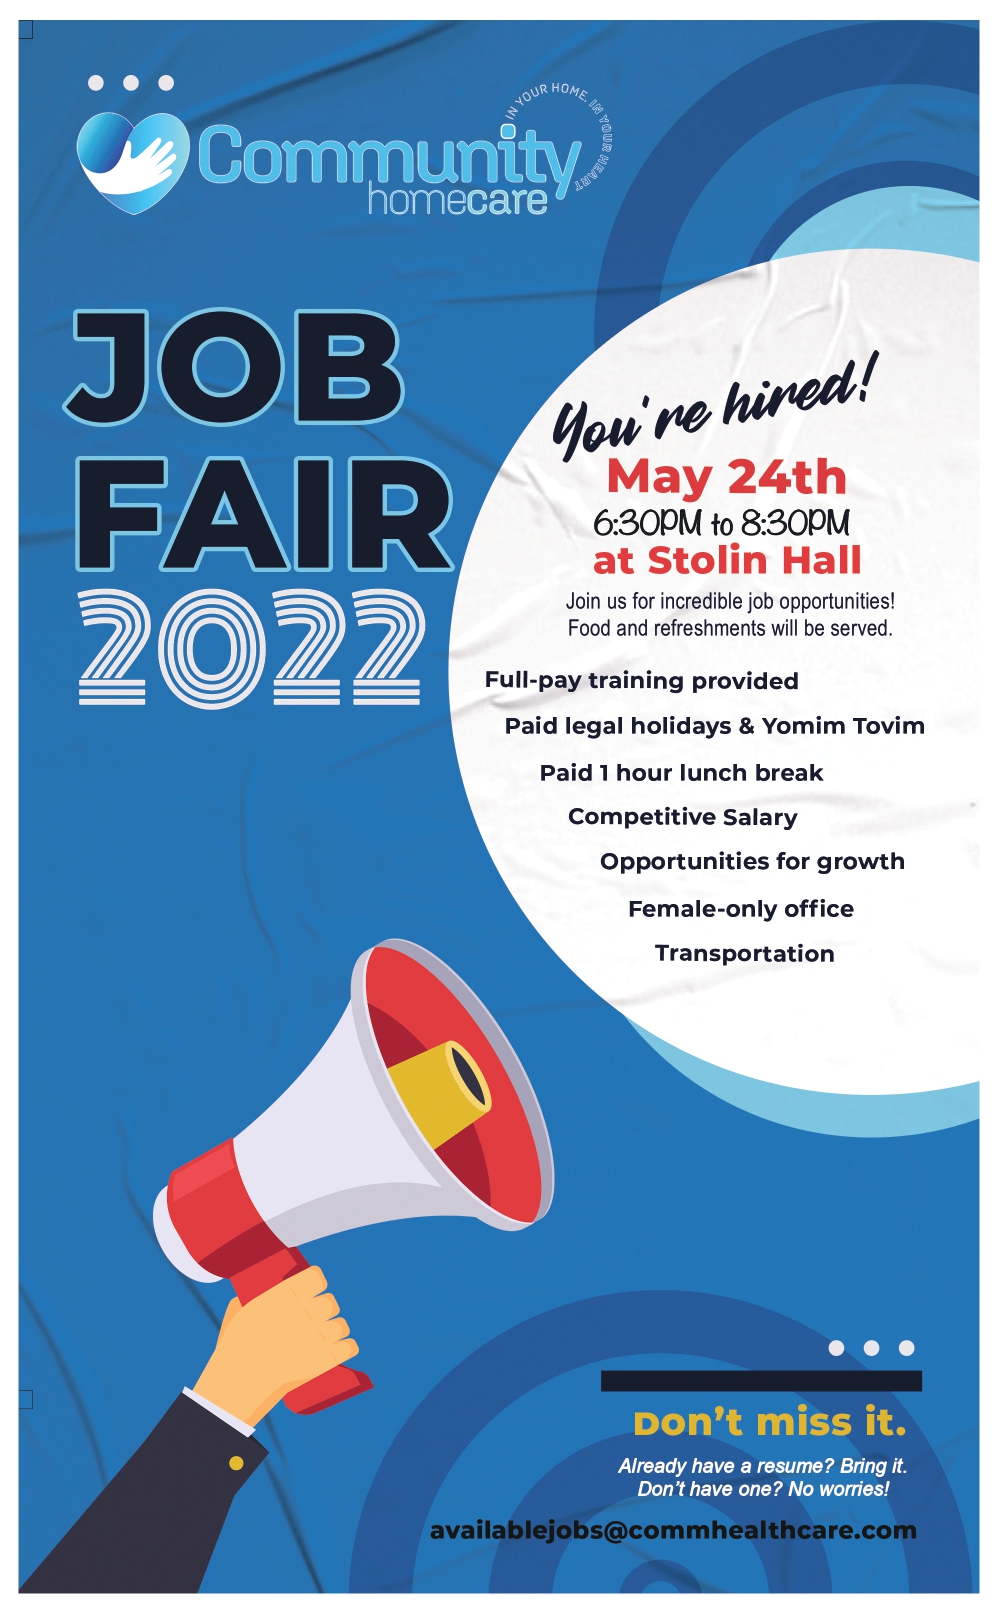 IN YOUR HOME. IN YOUR HEART
Community
homecare
JOB
FAIR
2022
You're hired!
May 24th
6:30PM to 8:30PM
at Stolin Hall
Join us for incredible job opportunities!
Food and refreshments will be served.
Full-pay training provided
Paid legal holidays & Yomim Tovim
Paid 1 hour lunch break
Competitive Salary
Opportunities for growth
Female-only office
Transportation
Don't miss it.
Already have a resume? Bring it.
Don't have one? No worries!
availablejobs@commhealthcare.com